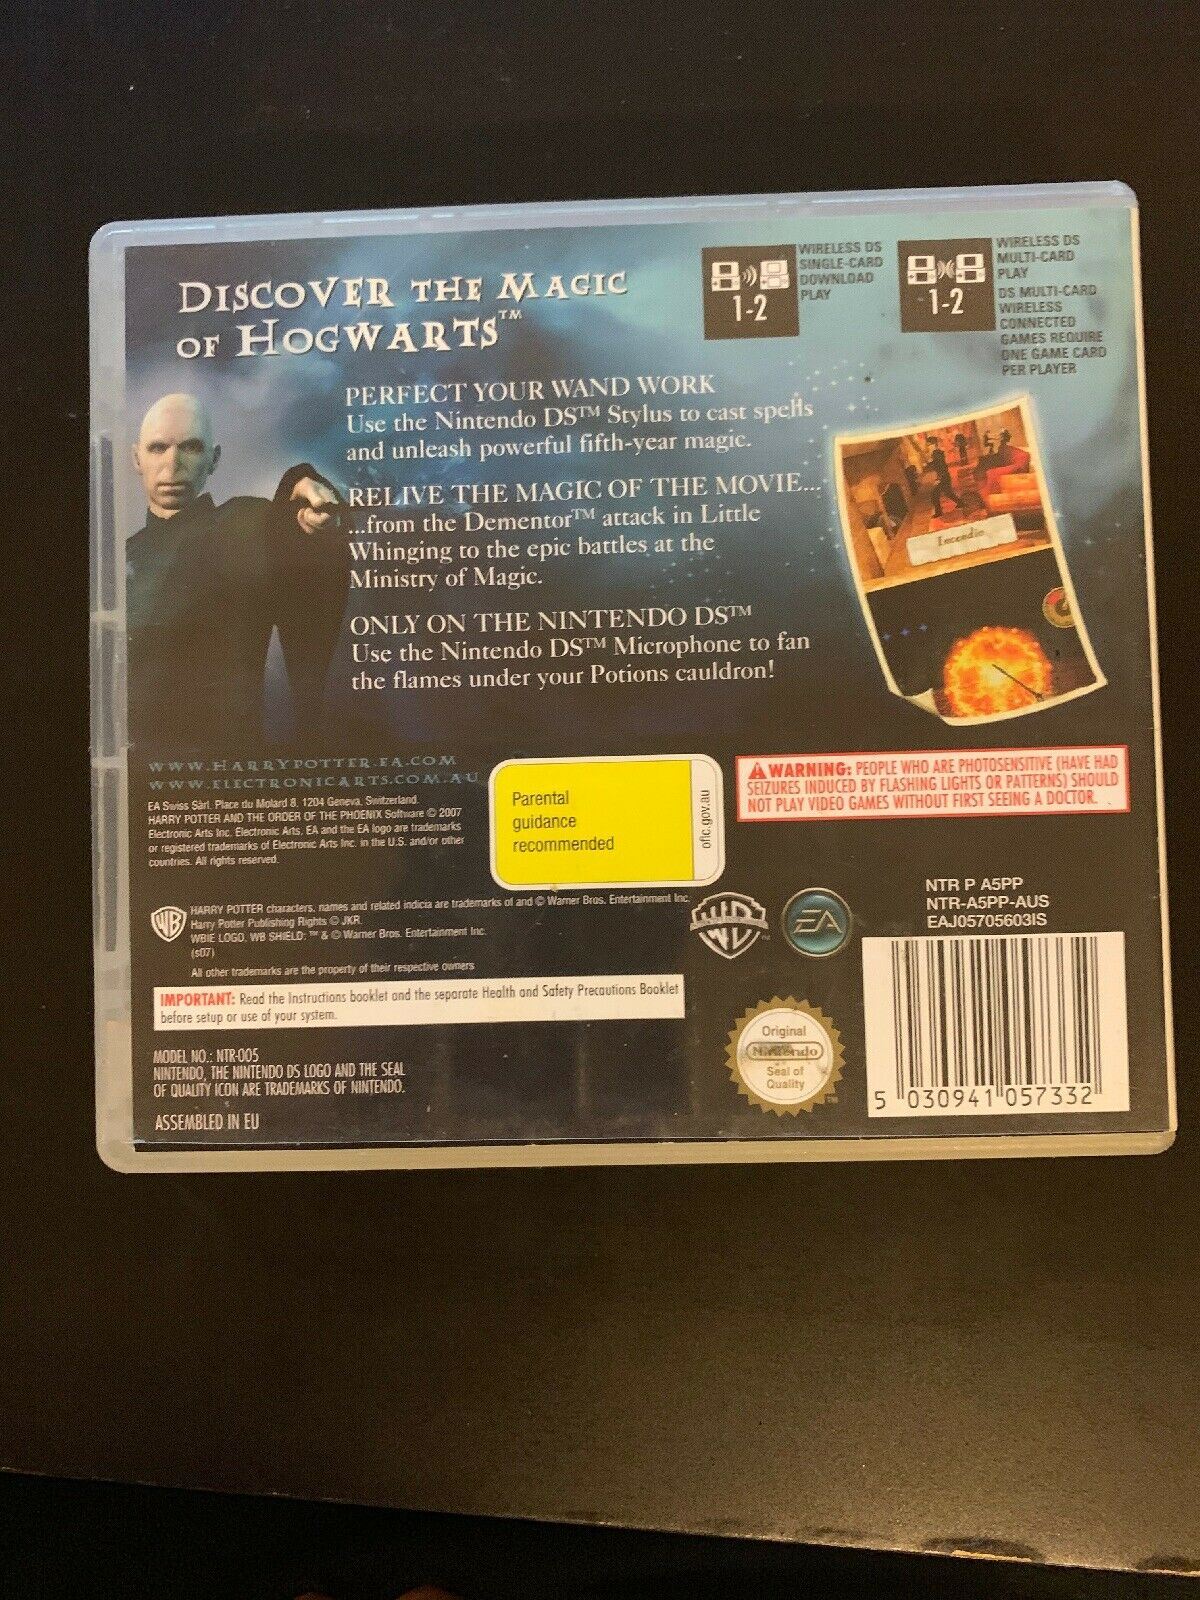 DISCOVER THE MAGIC
OF HOGWARTS™
1-2
WIRELESS DS
SINGLE-CARD
DOWNLOAD
PLAY
1-2
WIRELESS DS
MULTI-CARD
PLAY
DS MULTI-CARD
WIRELESS
CONNECTED
GAMES REQUIRE
ONE GAME CARD
PER PLAYER
PERFECT YOUR WAND WORK
Use the Nintendo DS™ Stylus to cast spells
and unleash powerful fifth-year magic.
RELIVE THE MAGIC OF THE MOVIE...
...from the Dementor™ attack in Little
Whinging to the epic battles at the
Ministry of Magic.
ONLY ON THE NINTENDO DS™
Use the Nintendo DS™ Microphone to fan
the flames under your Potions cauldron!
Incendio
WWW.HARRYPOTTER.EA.COM
WWW.ELECTRONICARTS.COM.AU
EA Swiss Sàrl, Place du Molard 8, 1204 Geneva, Switzerland.
HARRY POTTER AND THE ORDER OF THE PHOENIX Software © 2007
Electronic Arts Inc. Electronic Arts, EA and the EA logo are trademarks
or registered trademarks of Electronic Arts Inc. in the U.S. and/or other
countries. All rights reserved.
Parental
guidance
recommended
oflc.gov.au
WARNING: PEOPLE WHO ARE PHOTOSENSITIVE (HAVE HAD
SEIZURES INDUCED BY FLASHING LIGHTS OR PATTERNS) SHOULD
NOT PLAY VIDEO GAMES WITHOUT FIRST SEEING A DOCTOR.
WB
HARRY POTTER characters, names and related indicia are trademarks of and © Warner Bros. Entertainment Inc.
Harry Potter Publishing Rights © JKR.
WBIE LOGO, WB SHIELD: ™ & © Warner Bros. Entertainment Inc.
(s07)
All other trademarks are the property of their respective owners
WB
EA
NTR P A5PP
NTR-A5PP-AUS
EAJ05705603IS
IMPORTANT: Read the Instructions booklet and the separate Health and Safety Precautions Booklet
before setup or use of your system.
MODEL NO.: NTR-005
NINTENDO, THE NINTENDO DS LOGO AND THE SEAL
OF QUALITY ICON ARE TRADEMARKS OF NINTENDO.
ASSEMBLED IN EU
Original
Nintendo
Seal of
Quality
5 030941 057332